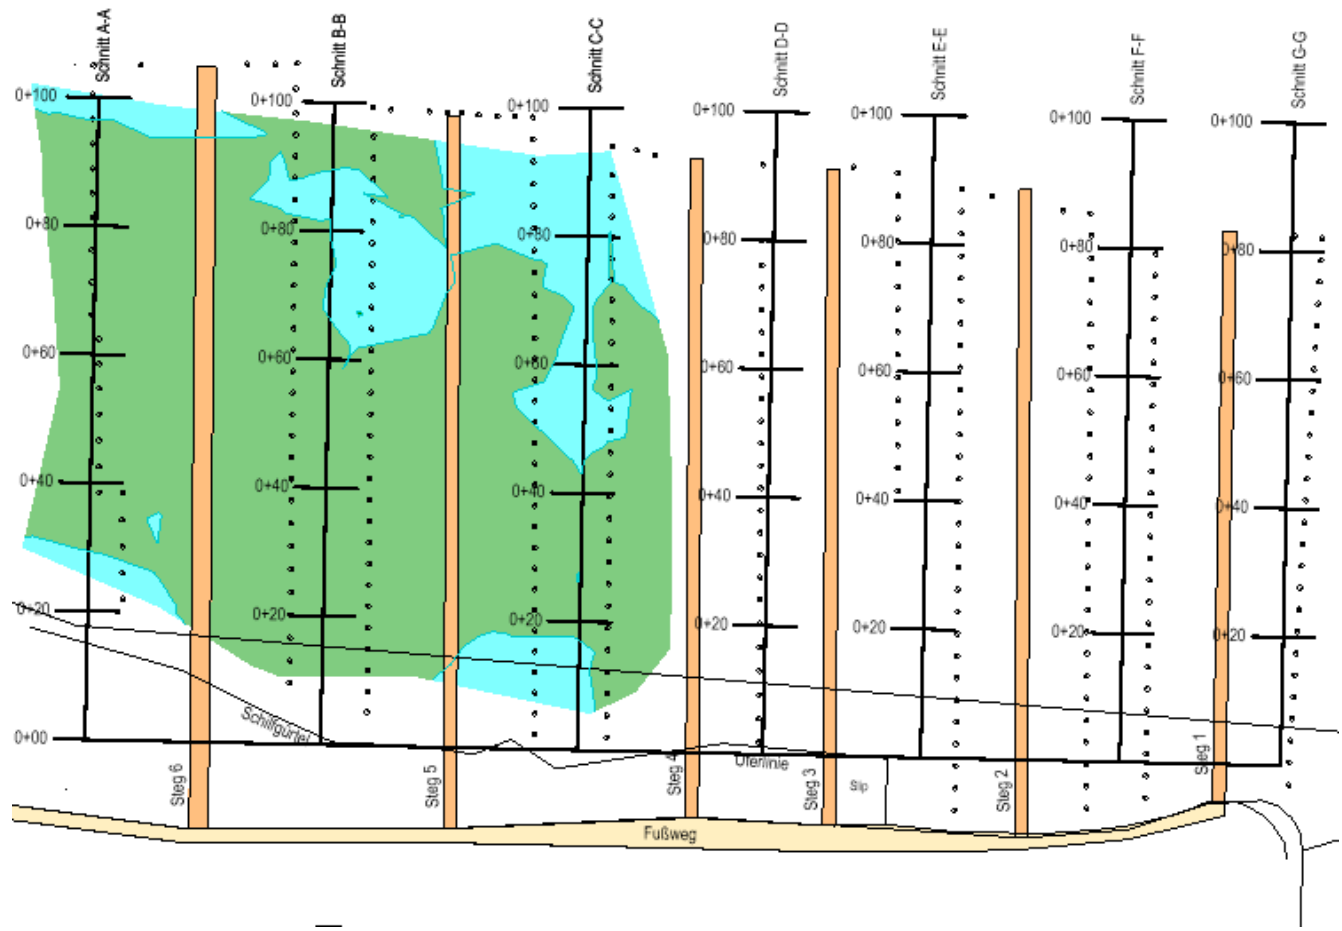 Schnitt A-A
Schnitt B-B
Schnitt C-C
Schnitt D-D
Schnitt E-E
Schnitt F-F
Schnitt G-G
0+100
0+100
0+100
0+100
0+100
0+100
0+100
0+80
0+80
0+80
0+80
0+80
0+80
0+80
0+60
0+60
0+60
0+60
0+60
0+60
0+60
0+40
0+40
0+40
0+40
0+40
0+40
0+40
0+20
0+20
0+20
0+20
0+20
0+20
0+20
0+00
Schilfgürtel
Uferlinie
Steg 6
Steg 5
Steg 4
Steg 3
Slip
Steg 2
Steg 1
Fußweg